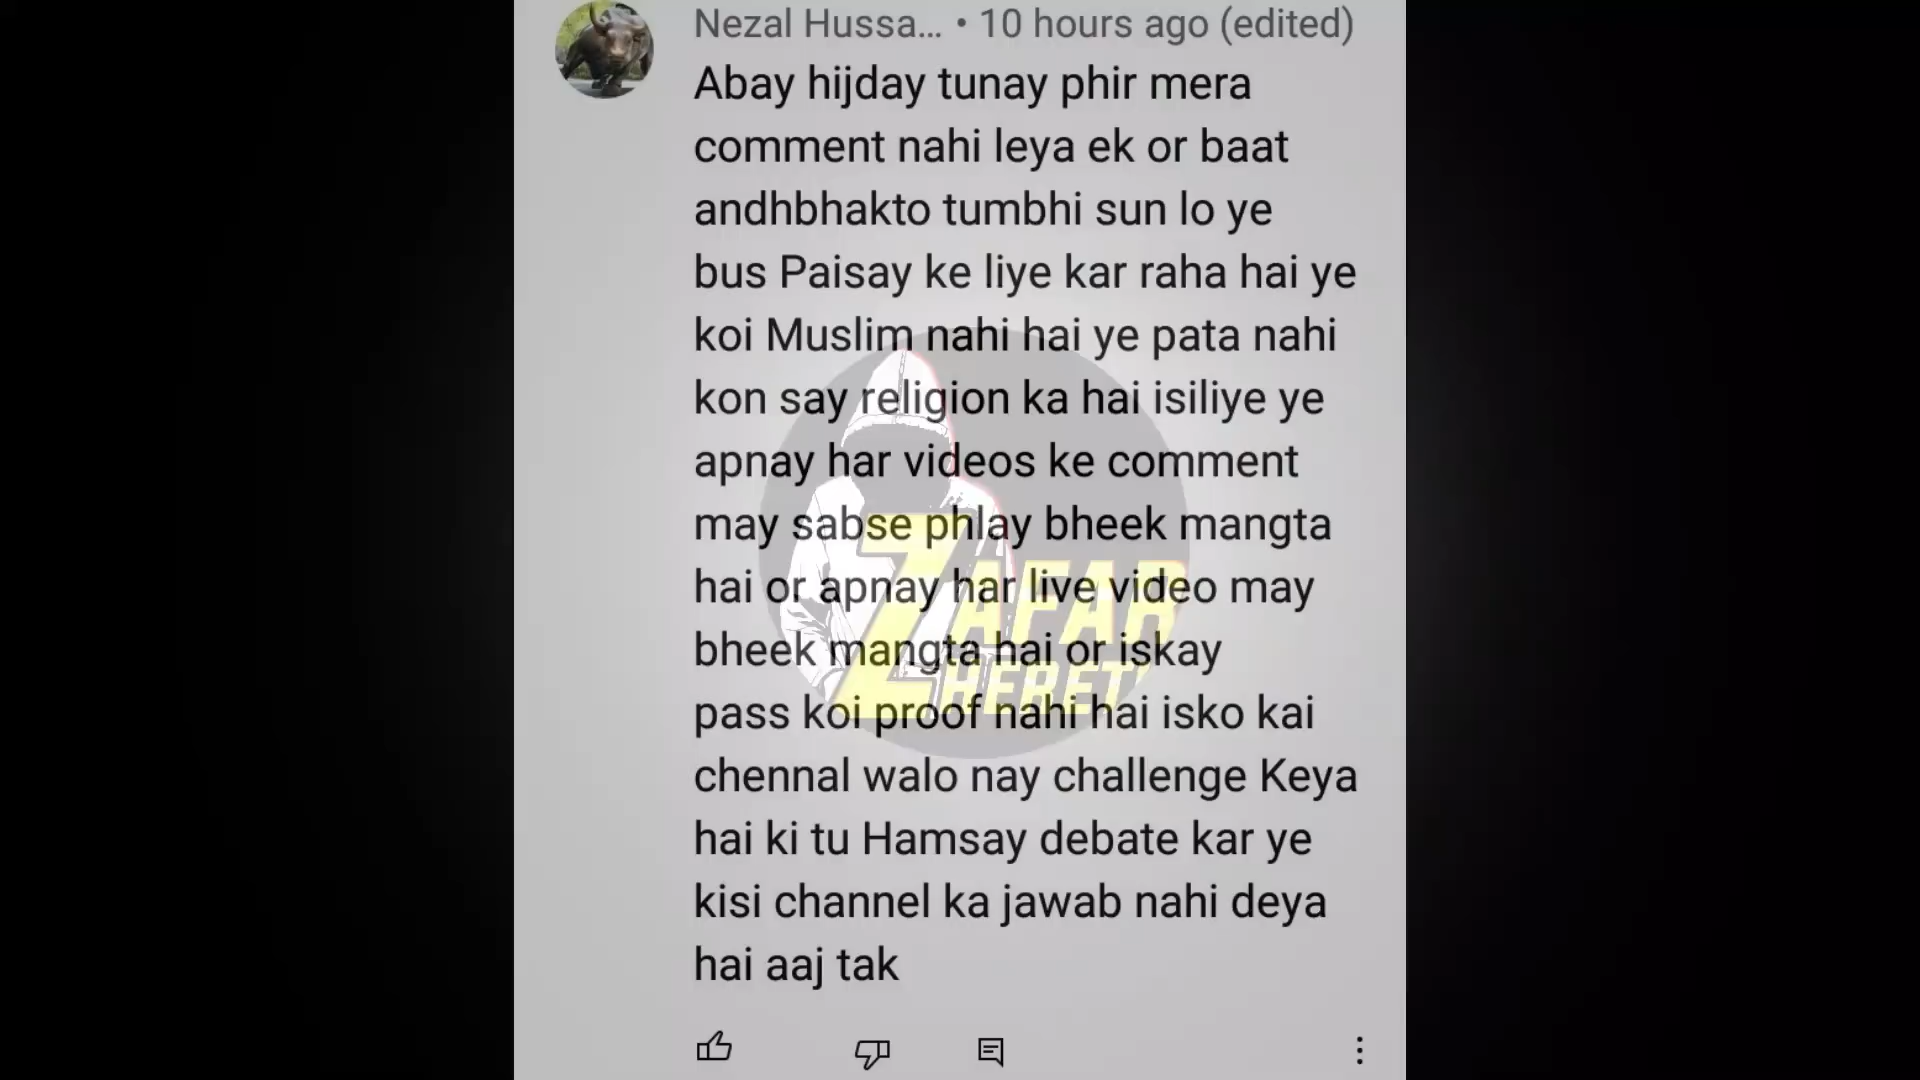 Nezal Hussa... • 10 hours ago (edited)
Abay hijday tunay phir mera
comment nahi leya ek or baat
andhbhakto tumbhi sun lo ye
bus Paisay ke liye kar raha hai ye
koi Muslim nahi hai ye pata nahi
kon say religion ka hai isiliye ye
apnay har videos ke comment
may sabse phlay bheek mangta
hai or apnay har live video may
bheek mangta hai or iskay
pass koi proof nahi hai isko kai
chennal walo nay challenge Keya
hai ki tu Hamsay debate kar ye
kisi channel ka jawab nahi deya
hai aaj tak
ZAFAR
HERETI